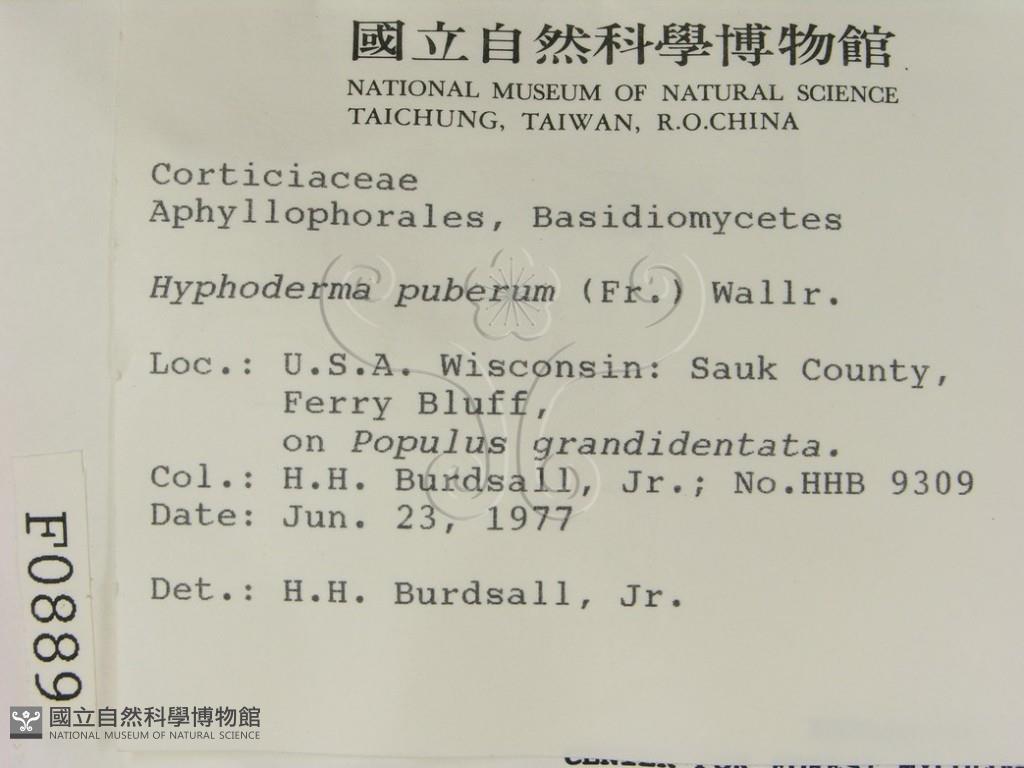 國立自然科學博物館
NATIONAL MUSEUM OF NATURAL SCIENCE
TAICHUNG, TAIWAN, R.O.CHINA
Corticiaceae
Aphyllophorales, Basidiomycetes
Hyphoderma puberum (Fr.) Wallr.
Loc.: U.S.A. Wisconsin: Sauk County,
Ferry Bluff,
on Populus grandidentata.
Col.: H.H. Burdsall, Jr.; No.HHB 9309
Date: Jun. 23, 1977
Det.: H.H. Burdsall, Jr.
F0889
國立自然科學博物館
NATIONAL MUSEUM OF NATURAL SCIENCE